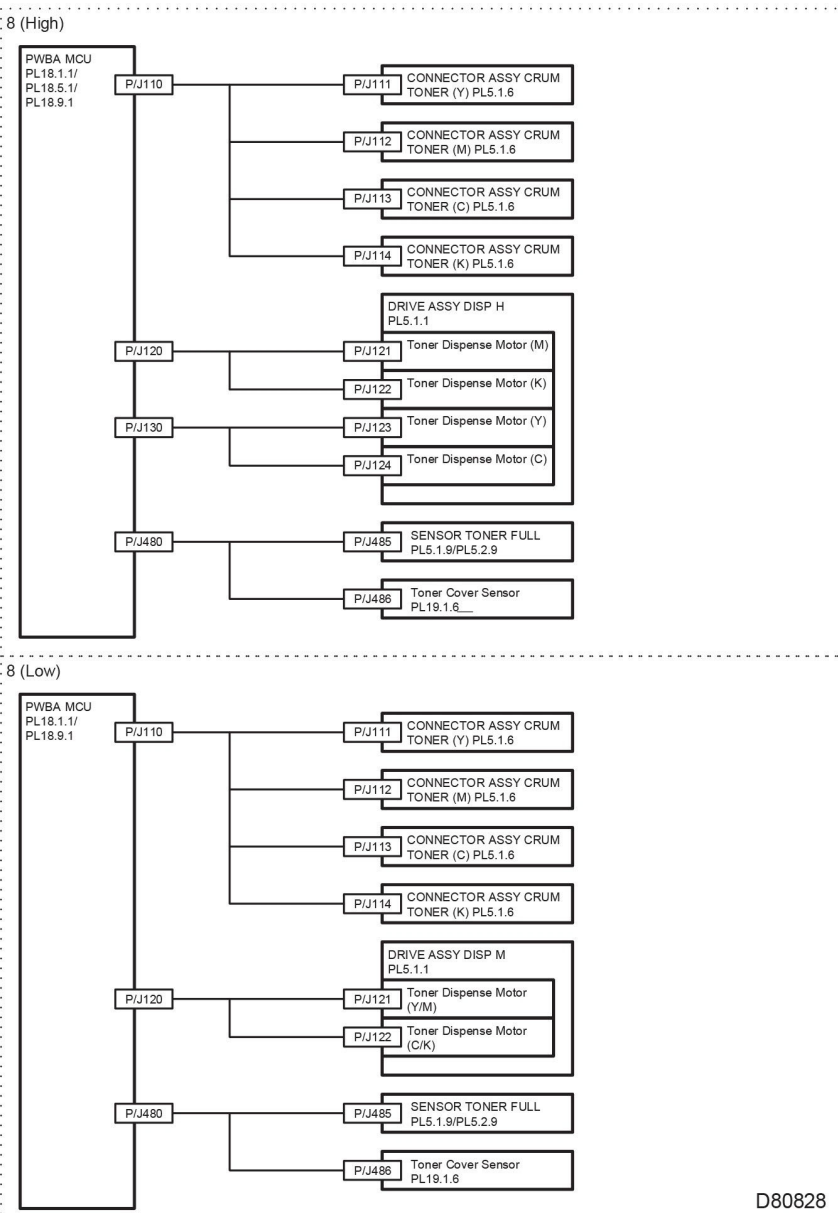 8 (High)
PWBA MCU
PL18.1.1/
PL18.5.1/
PL18.9.1
P/J110
P/J111
CONNECTOR ASSY CRUM
TONER (Y) PL5.1.6
P/J112
CONNECTOR ASSY CRUM
TONER (M) PL5.1.6
P/J113
CONNECTOR ASSY CRUM
TONER (C) PL5.1.6
P/J114
CONNECTOR ASSY CRUM
TONER (K) PL5.1.6
DRIVE ASSY DISP H
PL5.1.1
P/J120
P/J121
Toner Dispense Motor (M)
P/J122
Toner Dispense Motor (K)
P/J130
P/J123
Toner Dispense Motor (Y)
P/J124
Toner Dispense Motor (C)
P/J480
P/J485
SENSOR TONER FULL
PL5.1.9/PL5.2.9
P/J486
Toner Cover Sensor
PL19.1.6__
8 (Low)
PWBA MCU
PL18.1.1/
PL18.9.1
P/J110
P/J111
CONNECTOR ASSY CRUM
TONER (Y) PL5.1.6
P/J112
CONNECTOR ASSY CRUM
TONER (M) PL5.1.6
P/J113
CONNECTOR ASSY CRUM
TONER (C) PL5.1.6
P/J114
CONNECTOR ASSY CRUM
TONER (K) PL5.1.6
DRIVE ASSY DISP M
PL5.1.1
P/J120
P/J121
Toner Dispense Motor
(Y/M)
P/J122
Toner Dispense Motor
(C/K)
P/J480
P/J485
SENSOR TONER FULL
PL5.1.9/PL5.2.9
P/J486
Toner Cover Sensor
PL19.1.6
D80828